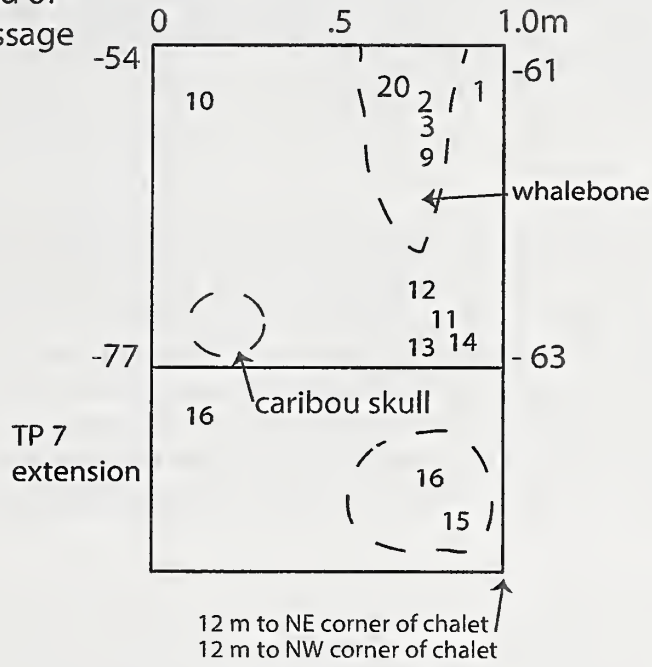 0 .5 1.0m
-54
-61
10
20
1
2
3
9
whalebone
12
11
13 14
-77
- 63
caribou skull
16
TP 7
extension
16
15
12 m to NE corner of chalet
12 m to NW corner of chalet